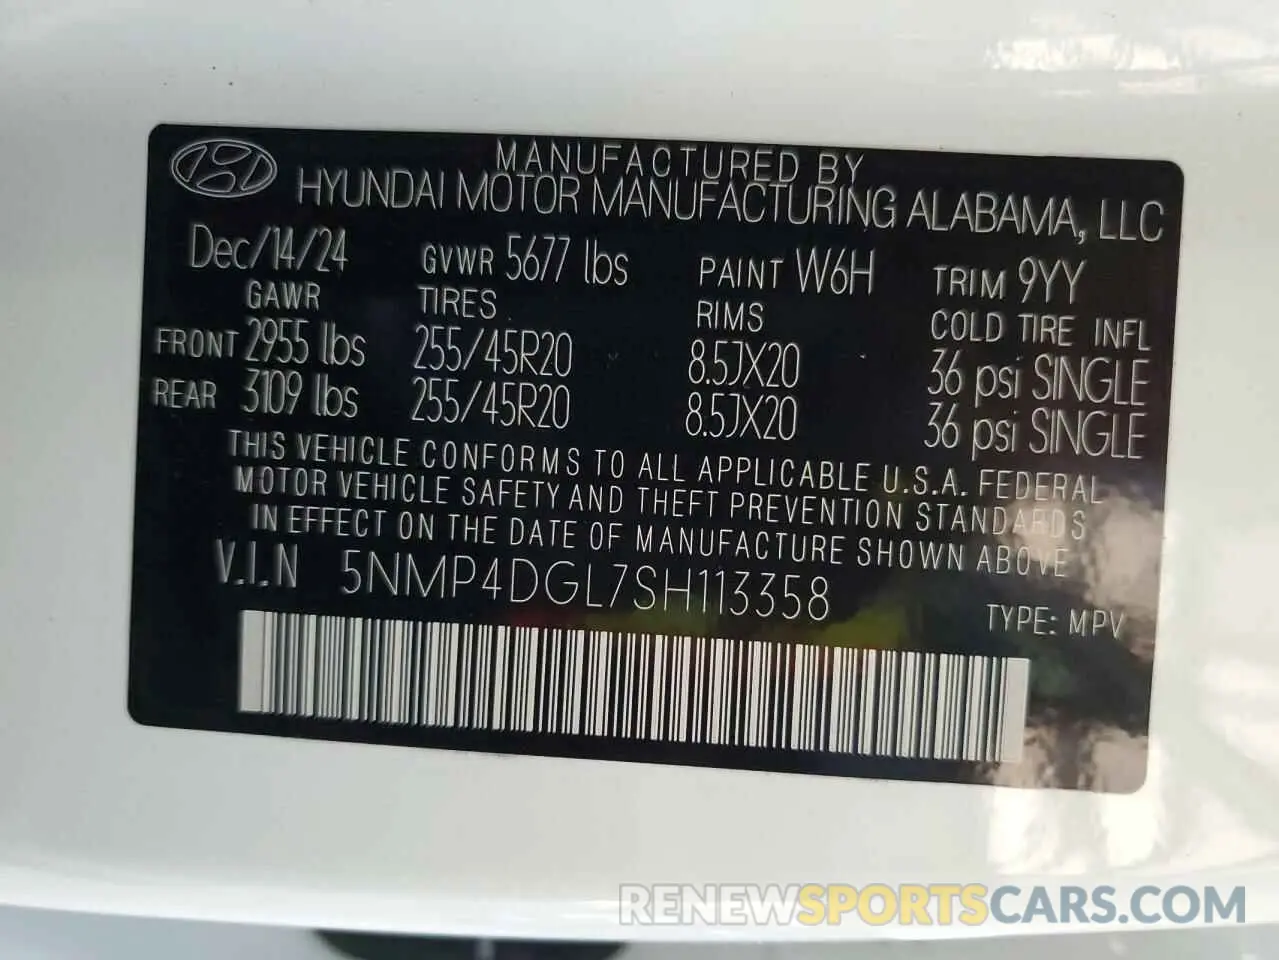 MANUFACTURED BY
HYUNDAI MOTOR MANUFACTURING ALABAMA, LLC
Dec/14/24 GVWR 5677 lbs PAINT W6H TRIM 9YY
GAWR TIRES RIMS COLD TIRE INFL
FRONT 2955 lbs 255/45R20 8.5JX20 36 psi SINGLE
REAR 3109 lbs 255/45R20 8.5JX20 36 psi SINGLE
THIS VEHICLE CONFORMS TO ALL APPLICABLE U.S.A. FEDERAL
MOTOR VEHICLE SAFETY AND THEFT PREVENTION STANDARDS
IN EFFECT ON THE DATE OF MANUFACTURE SHOWN ABOVE
V.I.N 5NMP4DGL7SH113358 TYPE: MPV
RENEWSPORTSCARS.COM